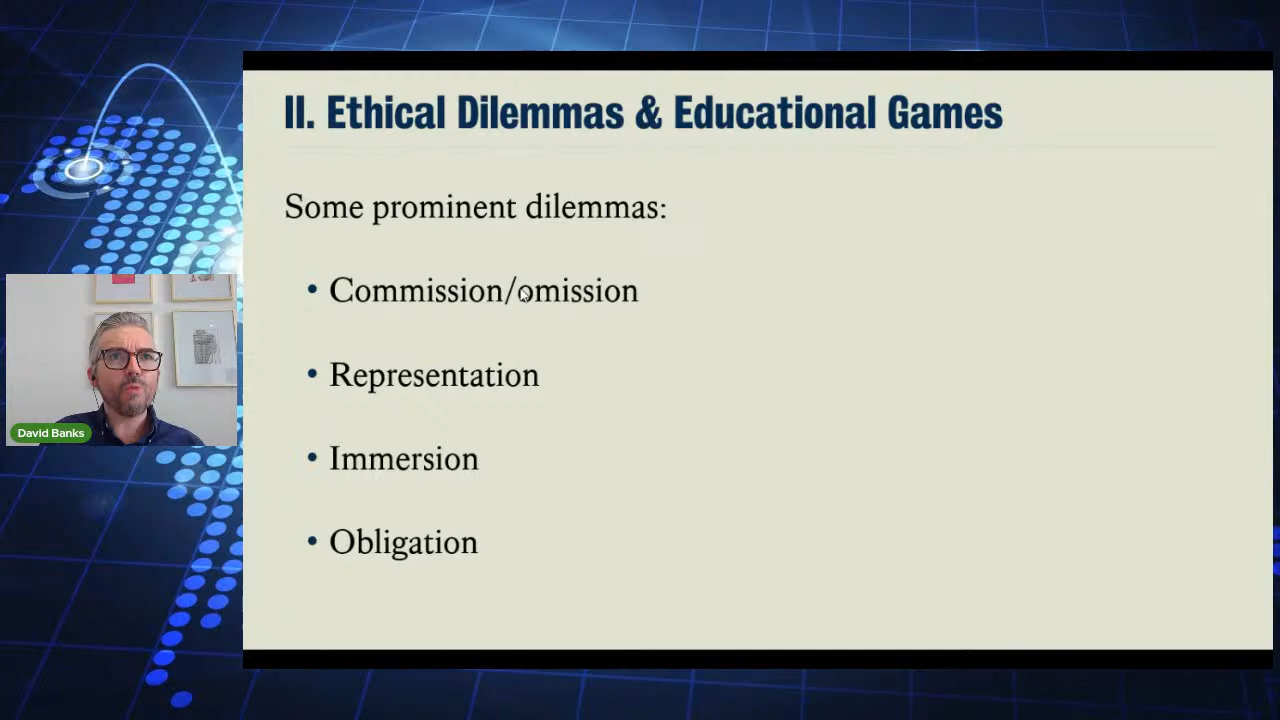 II. Ethical Dilemmas & Educational Games
Some prominent dilemmas:
• Commission/omission
• Representation
• Immersion
• Obligation
David Banks